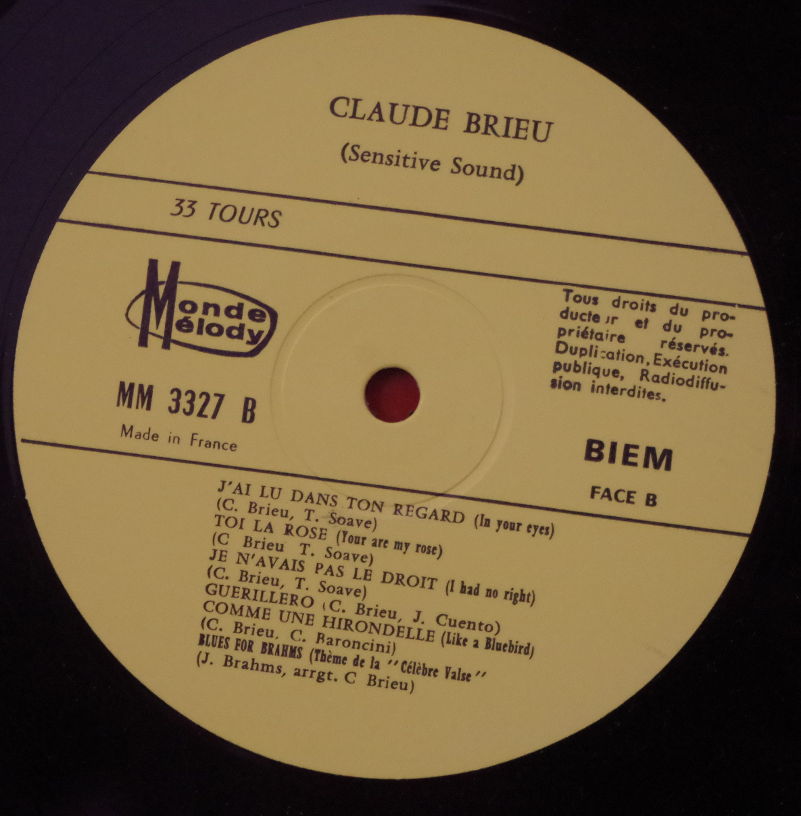 CLAUDE BRIEU
(Sensitive Sound)
33 TOURS
Monde
Mélody
MM 3327 B
Made in France
Tous droits du pro-
ducteur et du pro-
priétaire réservés.
Duplication, Exécution
publique, Radiodiffu-
sion interdites.
BIEM
FACE B
J'AI LU DANS TON REGARD (In your eyes)
(C. Brieu, T. Soave)
TOI LA ROSE (Your are my rose)
(C Brieu T. Soave)
JE N'AVAIS PAS LE DROIT (I had no right)
(C. Brieu, T. Soave)
GUERILLERO (C. Brieu, J. Cuento)
COMME UNE HIRONDELLE (Like a Bluebird)
(C. Brieu, C. Baroncini)
BLUES FOR BRAHMS (Thème de la "Célèbre Valse"
(J. Brahms, arrgt. C Brieu)